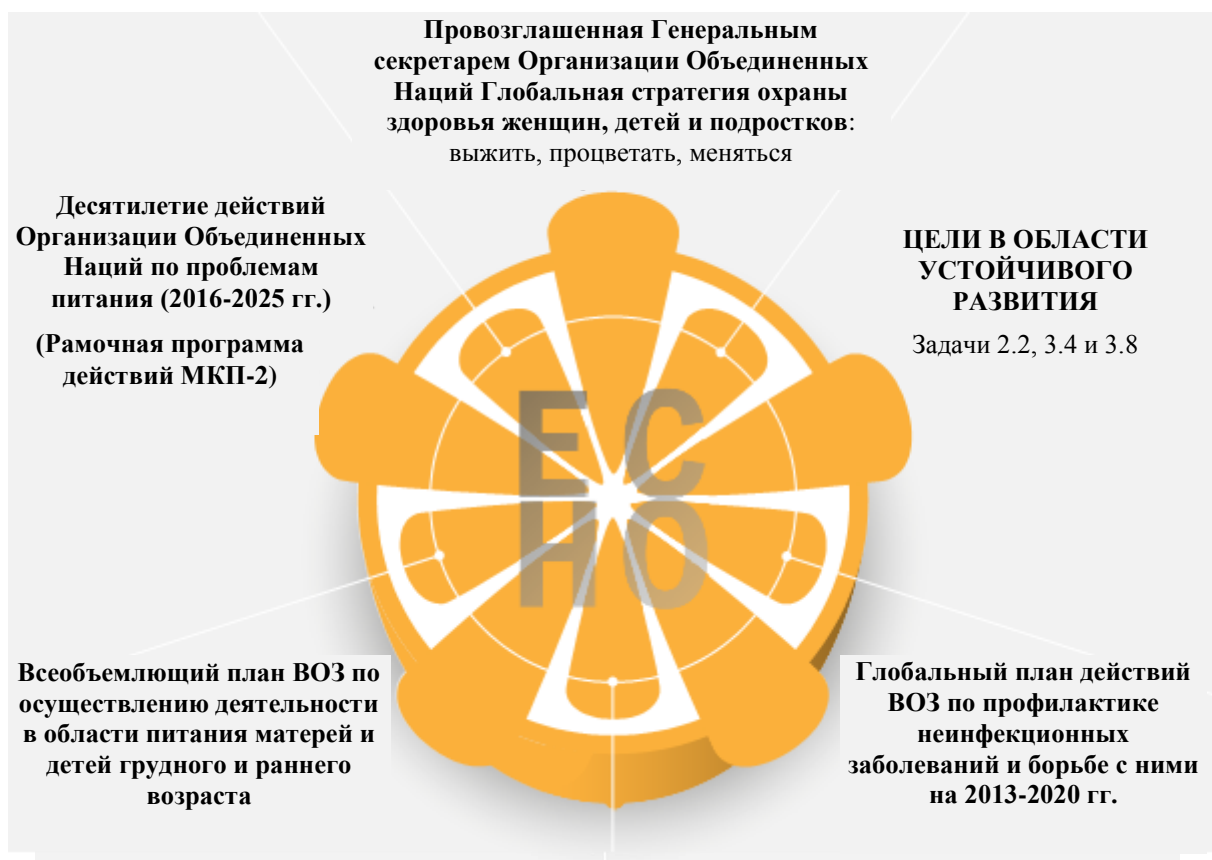 Провозглашенная Генеральным
секретарем Организации Объединенных
Наций Глобальная стратегия охраны
здоровья женщин, детей и подростков:
выжить, процветать, меняться
Десятилетие действий
Организации Объединенных
Наций по проблемам
питания (2016-2025 гг.)
(Рамочная программа
действий МКП-2)
ЦЕЛИ В ОБЛАСТИ
УСТОЙЧИВОГО
РАЗВИТИЯ
Задачи 2.2, 3.4 и 3.8
EC
HO
Всеобъемлющий план ВОЗ по
осуществлению деятельности
в области питания матерей и
детей грудного и раннего
возраста
Глобальный план действий
ВОЗ по профилактике
неинфекционных
заболеваний и борьбе с ними
на 2013-2020 гг.